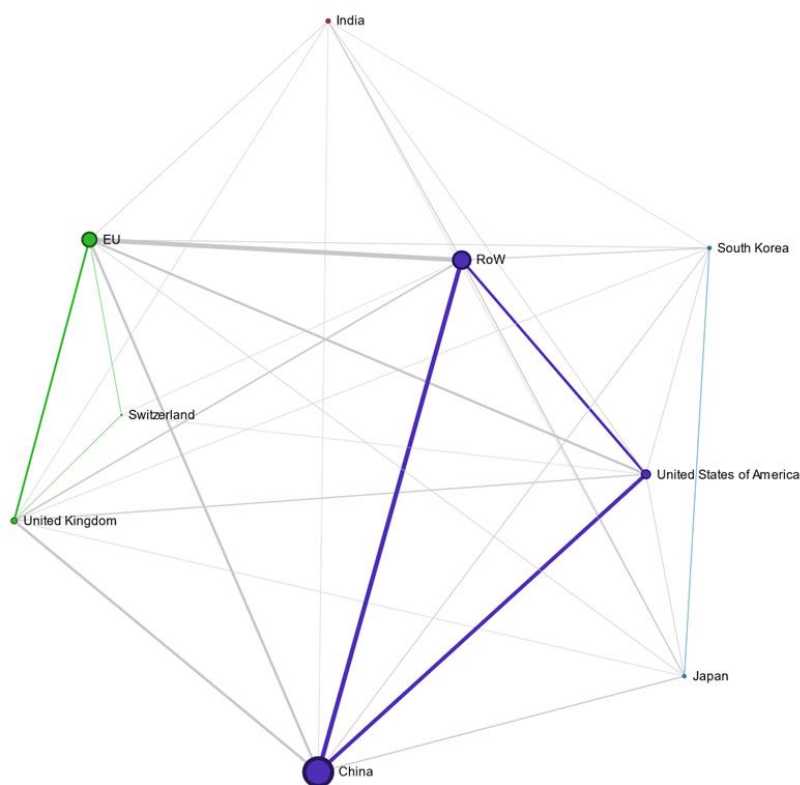 India
EU
South Korea
RoW
Switzerland
United States of America
United Kingdom
Japan
China